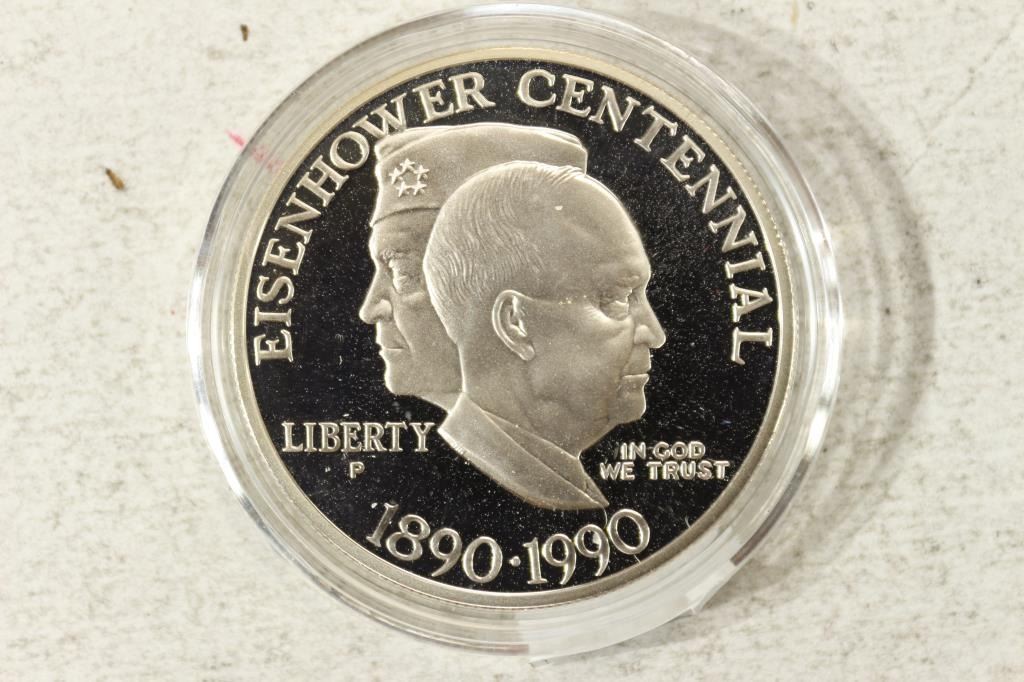 EISENHOWER CENTENNIAL
LIBERTY
P
IN GOD
WE TRUST
1890·1990